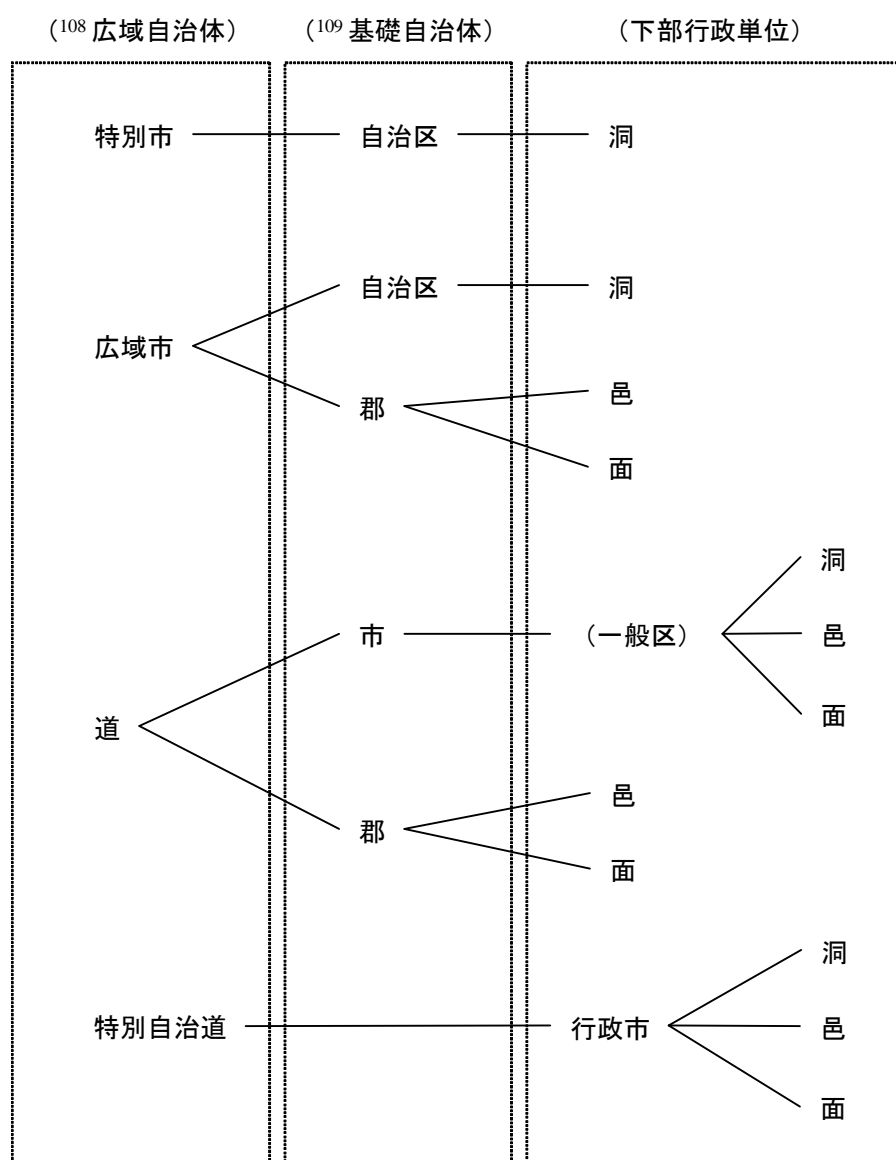 （108 広域自治体） （109 基礎自治体） （下部行政単位）
特別市 自治区 洞
自治区 洞
広域市
郡 邑
面
洞
市 （一般区） 邑
面
道
邑
郡
面
洞
特別自治道 行政市 邑
面